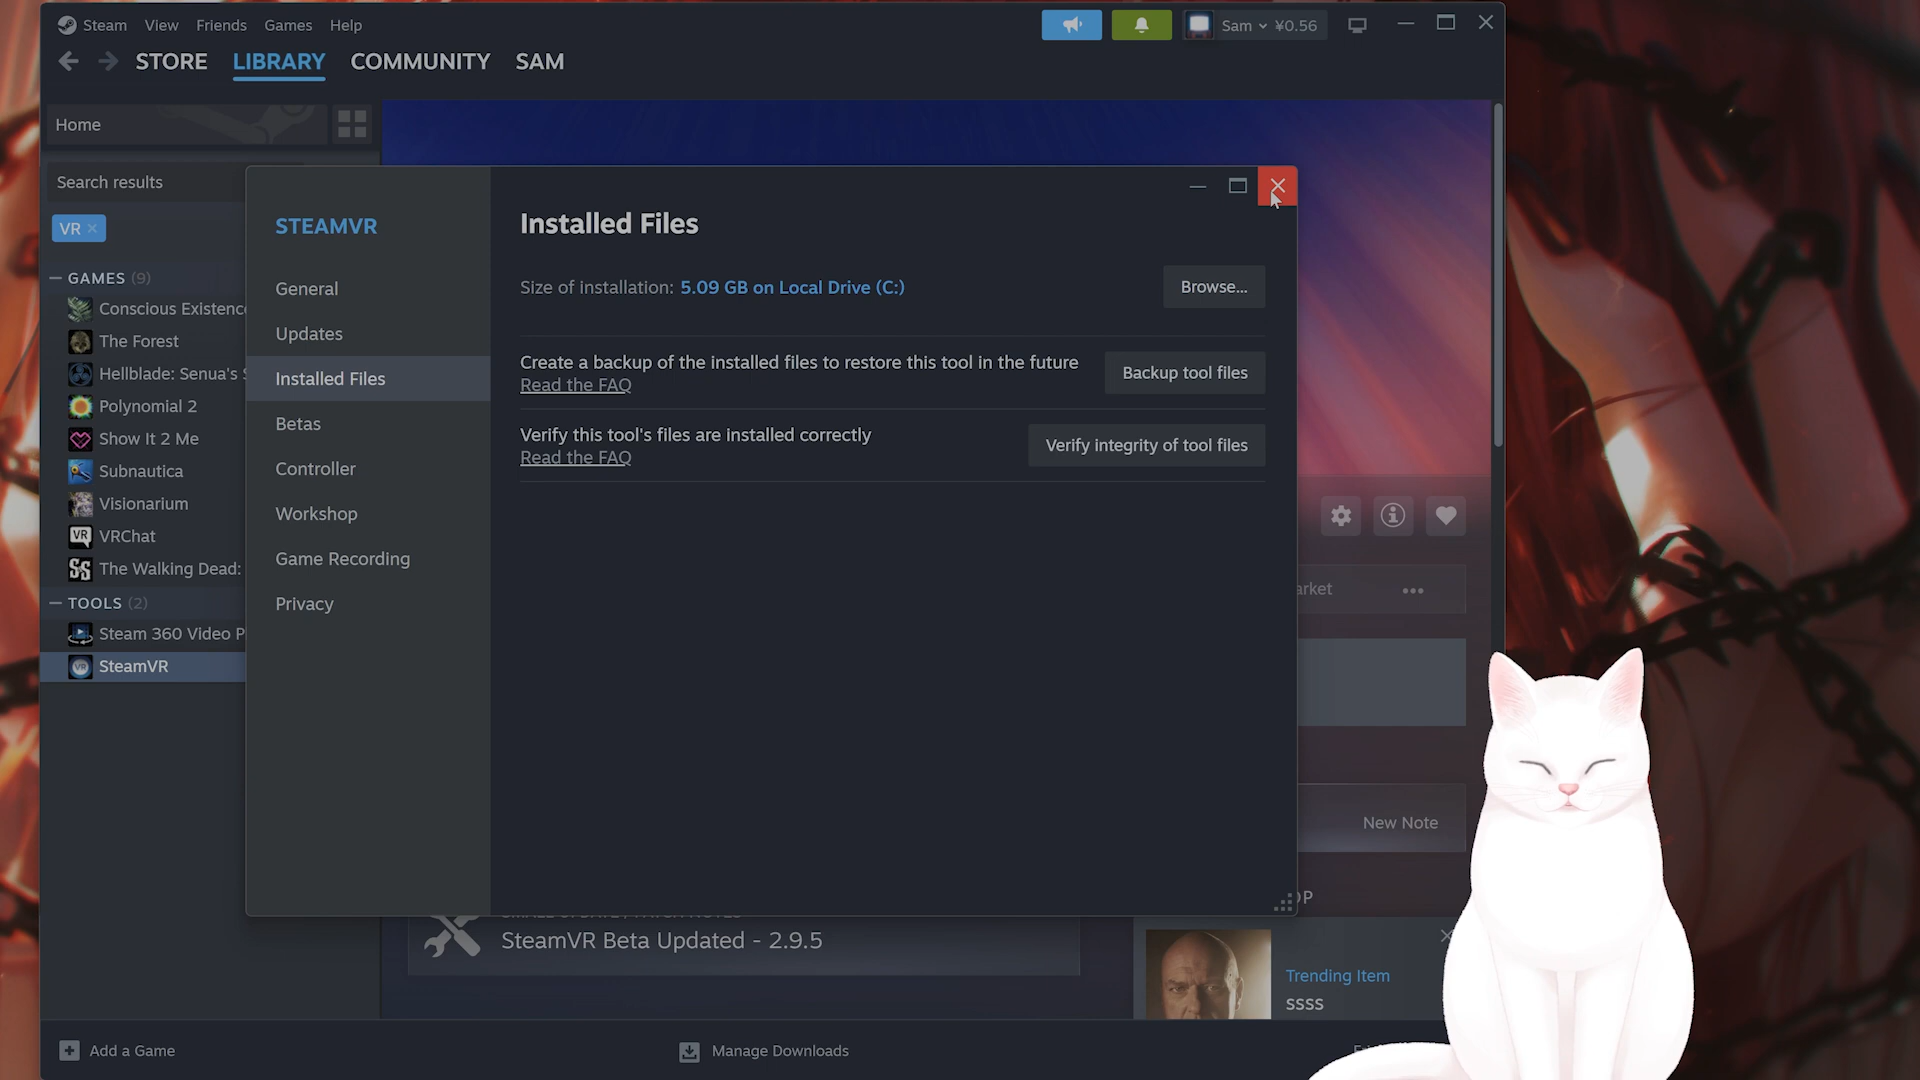 Steam View Friends Games Help
Sam ¥0.56
STORE LIBRARY COMMUNITY SAM
Home
Search results
VR
GAMES (9)
Conscious Existence
The Forest
Hellblade: Senua's S
Polynomial 2
Show It 2 Me
Subnautica
Visionarium
VRChat
The Walking Dead:
TOOLS (2)
Steam 360 Video P
SteamVR
STEAMVR
General
Updates
Installed Files
Betas
Controller
Workshop
Game Recording
Privacy
Installed Files
Size of installation: 5.09 GB on Local Drive (C:)
Browse...
Create a backup of the installed files to restore this tool in the future
Read the FAQ
Backup tool files
Verify this tool's files are installed correctly
Read the FAQ
Verify integrity of tool files
arket
New Note
OP
SteamVR Beta Updated - 2.9.5
Trending Item
ssss
Add a Game
Manage Downloads